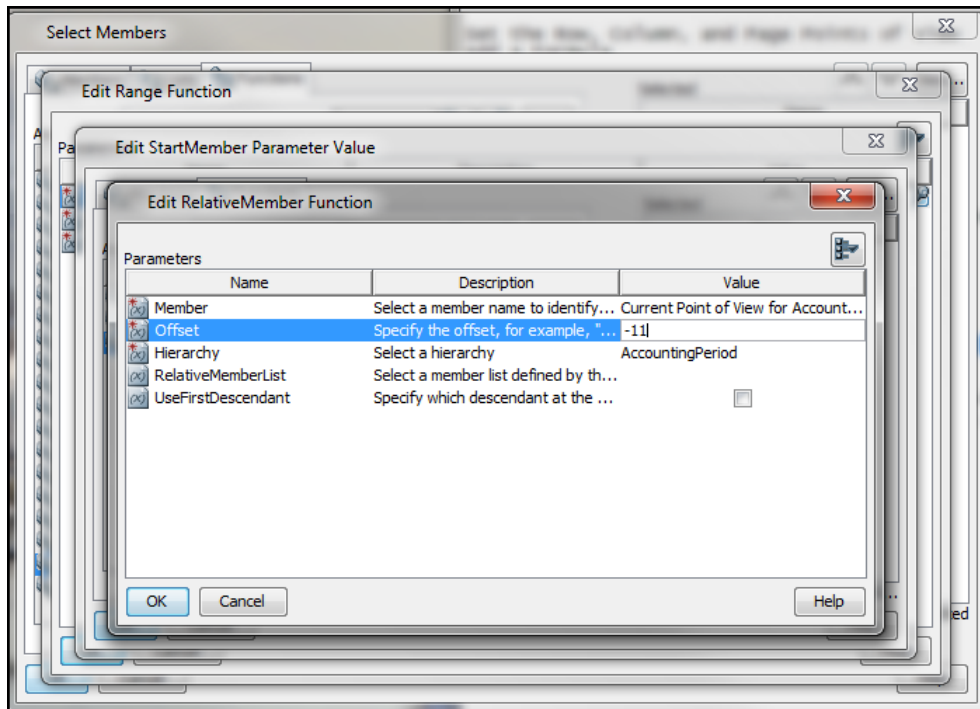 Select Members
Edit Range Function
Edit StartMember Parameter Value
Edit RelativeMember Function
Parameters
Name Description Value
Member Select a member name to identify... Current Point of View for Account...
Offset Specify the offset, for example, "... -11
Hierarchy Select a hierarchy AccountingPeriod
RelativeMemberList Select a member list defined by th...
UseFirstDescendant Specify which descendant at the ...
OK Cancel Help